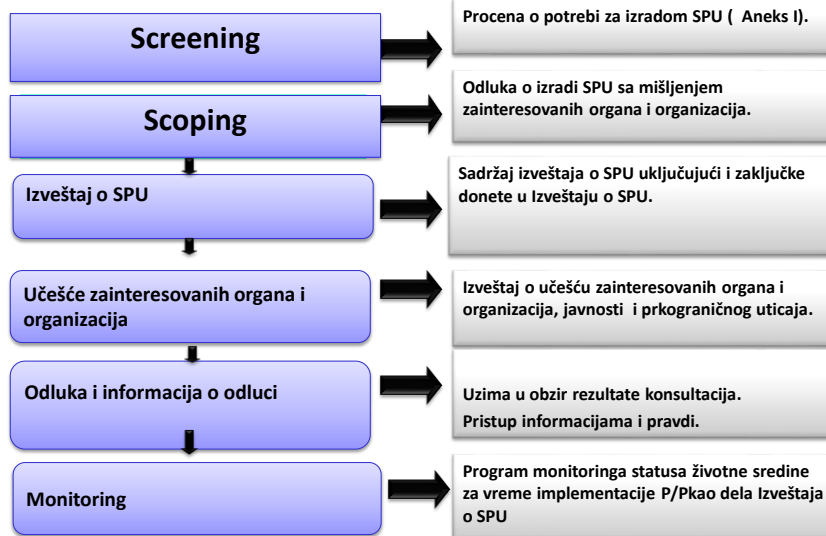 Screening
Procena o potrebi za izradom SPU ( Aneks I).
Scoping
Odluka o izradi SPU sa mišljenjem
zainteresovanih organa i organizacija.
Izveštaj o SPU
Sadržaj izveštaja o SPU uključujući i zaključke
donete u Izveštaju o SPU.
Učešće zainteresovanih organa i
organizacija
Izveštaj o učešću zainteresovanih organa i
organizacija, javnosti i prkograničnog uticaja.
Odluka i informacija o odluci
Uzima u obzir rezultate konsultacija.
Pristup informacijama i pravdi.
Monitoring
Program monitoringa statusa životne sredine
za vreme implementacije P/Pkao dela Izveštaja
o SPU